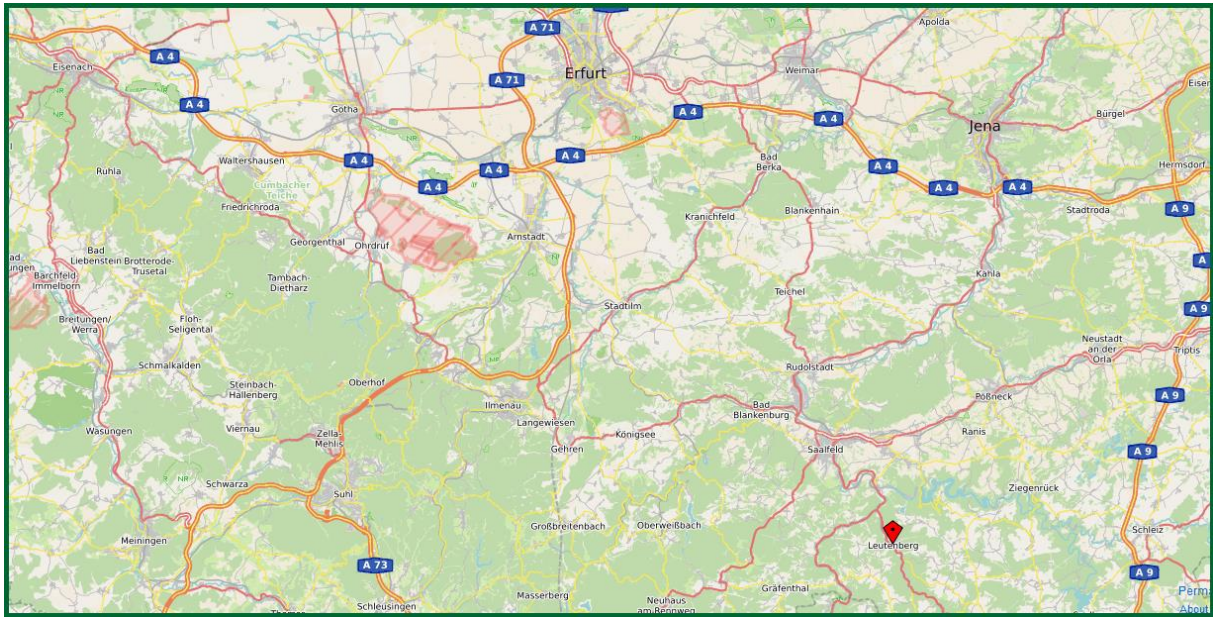 A 71
Apolda
A 4
Eisenach
Erfurt
Weimar
A 71
A 4
Gotha
A 4
A 4
Bürgel
Jena
Waltershausen
A 4
A 4
A 4
Bad
Berka
A 4
Hermsdorf
Ruhla
Cumbacher
Teiche
A 4
A 4
A 4
Friedrichroda
Kranichfeld
Blankenhain
Stadtroda
A 9
Georgenthal
Ohrdruf
Arnstadt
Bad
Liebenstein
Brotterode-
Trusetal
Barchfeld-
Immelborn
Tambach-
Dietharz
Kahla
Teichel
Stadtilm
A 9
Breitungen/
Werra
Floh-
Seligental
Neustadt
an der
Orla
Triptis
Schmalkalden
Rudolstadt
Steinbach-
Hallenberg
Oberhof
Ilmenau
Pößneck
A 9
Bad
Blankenburg
Langewiesen
Wasungen
Viernau
Zella-
Mehlis
Königsee
Ranis
Gehren
Saalfeld
A 9
Schwarza
Suhl
Ziegenrück
Großbreitenbach
Oberweißbach
Schleiz
Meiningen
Leutenberg
A 73
A 9
Gräfenthal
Masserberg
Schleusingen
Neuhaus
am Rennweg
About